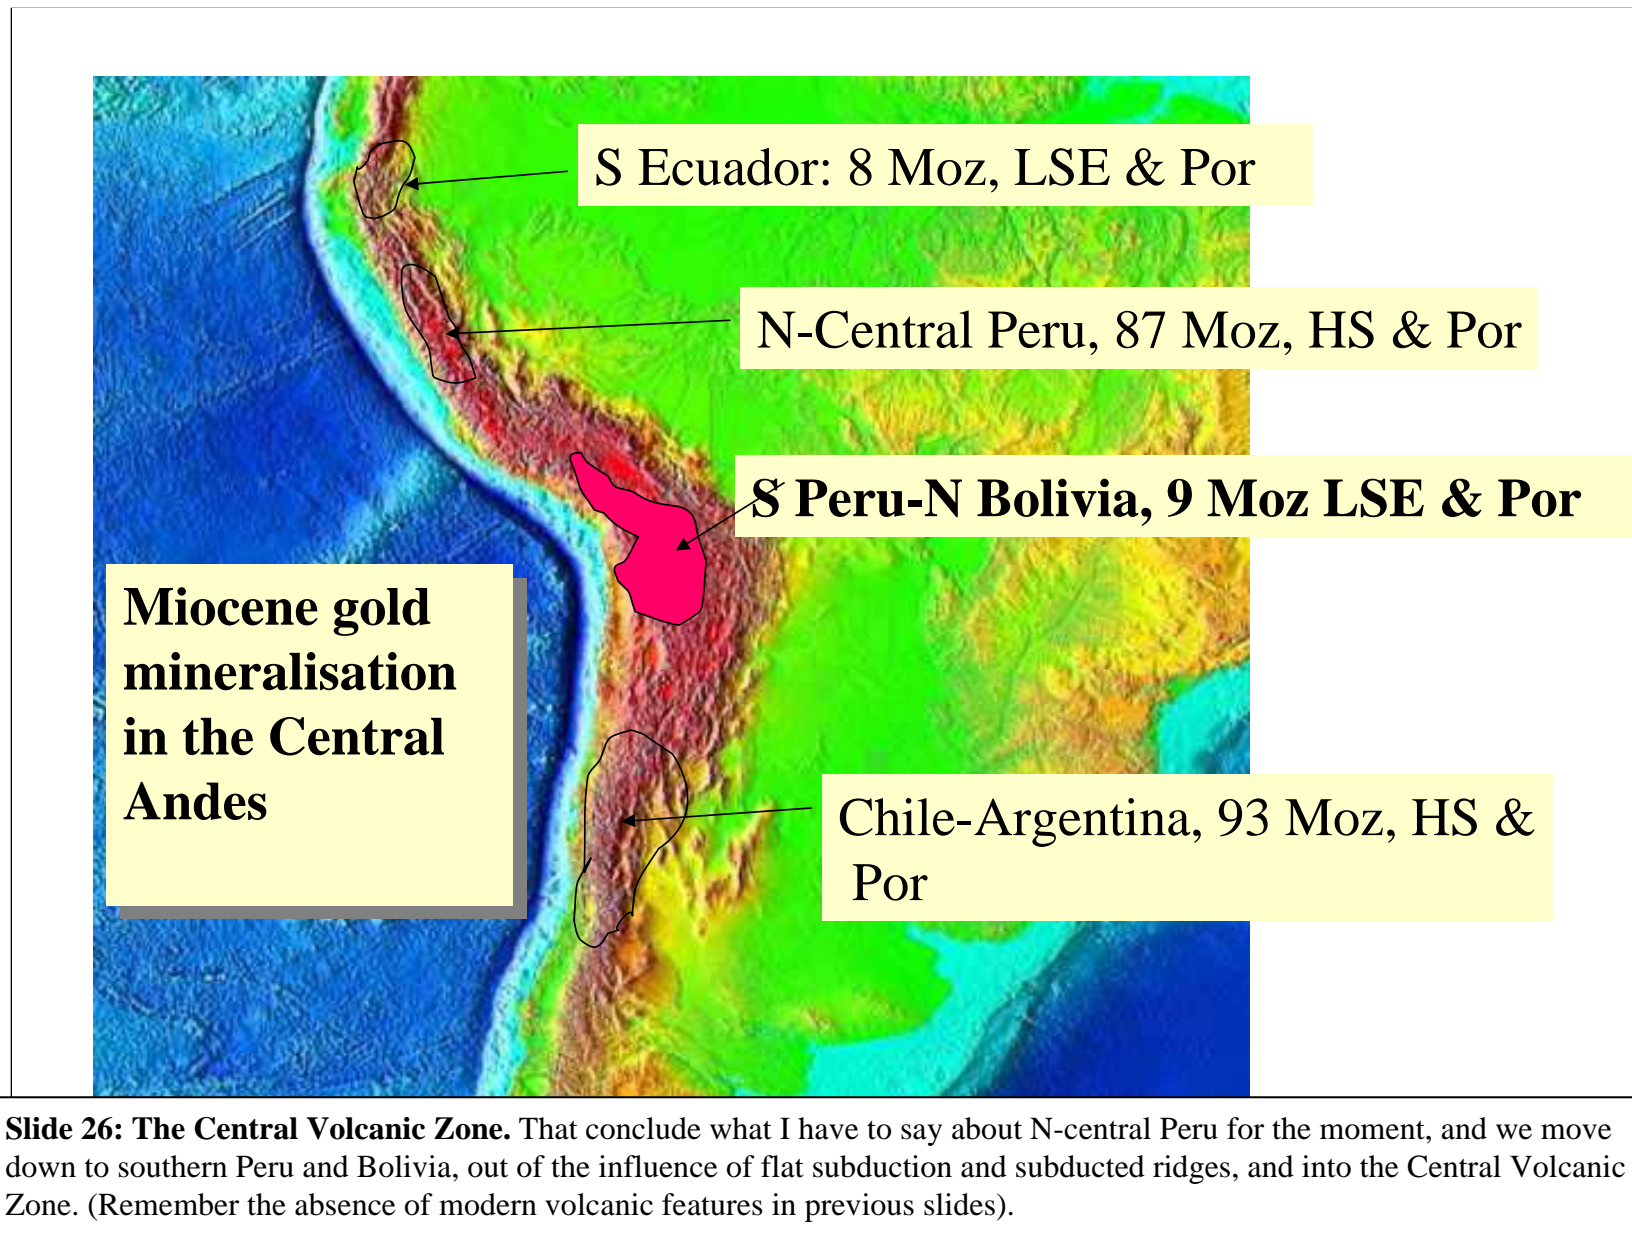 S Ecuador: 8 Moz, LSE & Por
N-Central Peru, 87 Moz, HS & Por
S Peru-N Bolivia, 9 Moz LSE & Por
Miocene gold
mineralisation
in the Central
Andes
Chile-Argentina, 93 Moz, HS &
Por
Slide 26: The Central Volcanic Zone. That conclude what I have to say about N-central Peru for the moment, and we move
down to southern Peru and Bolivia, out of the influence of flat subduction and subducted ridges, and into the Central Volcanic
Zone. (Remember the absence of modern volcanic features in previous slides).